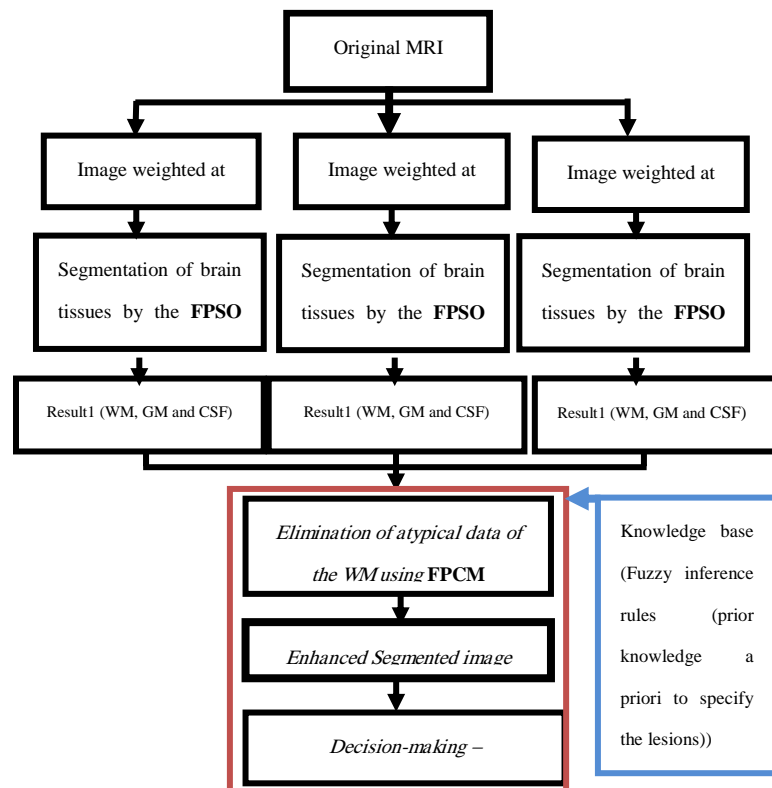 Original MRI
Image weighted at
Image weighted at
Image weighted at
Segmentation of brain
tissues by the FPSO
Segmentation of brain
tissues by the FPSO
Segmentation of brain
tissues by the FPSO
Result1 (WM, GM and CSF)
Result1 (WM, GM and CSF)
Result1 (WM, GM and CSF)
Elimination of atypical data of
the WM using FPCM
Enhanced Segmented image
Decision-making –
Knowledge base
(Fuzzy inference
rules (prior
knowledge a
priori to specify
the lesions))